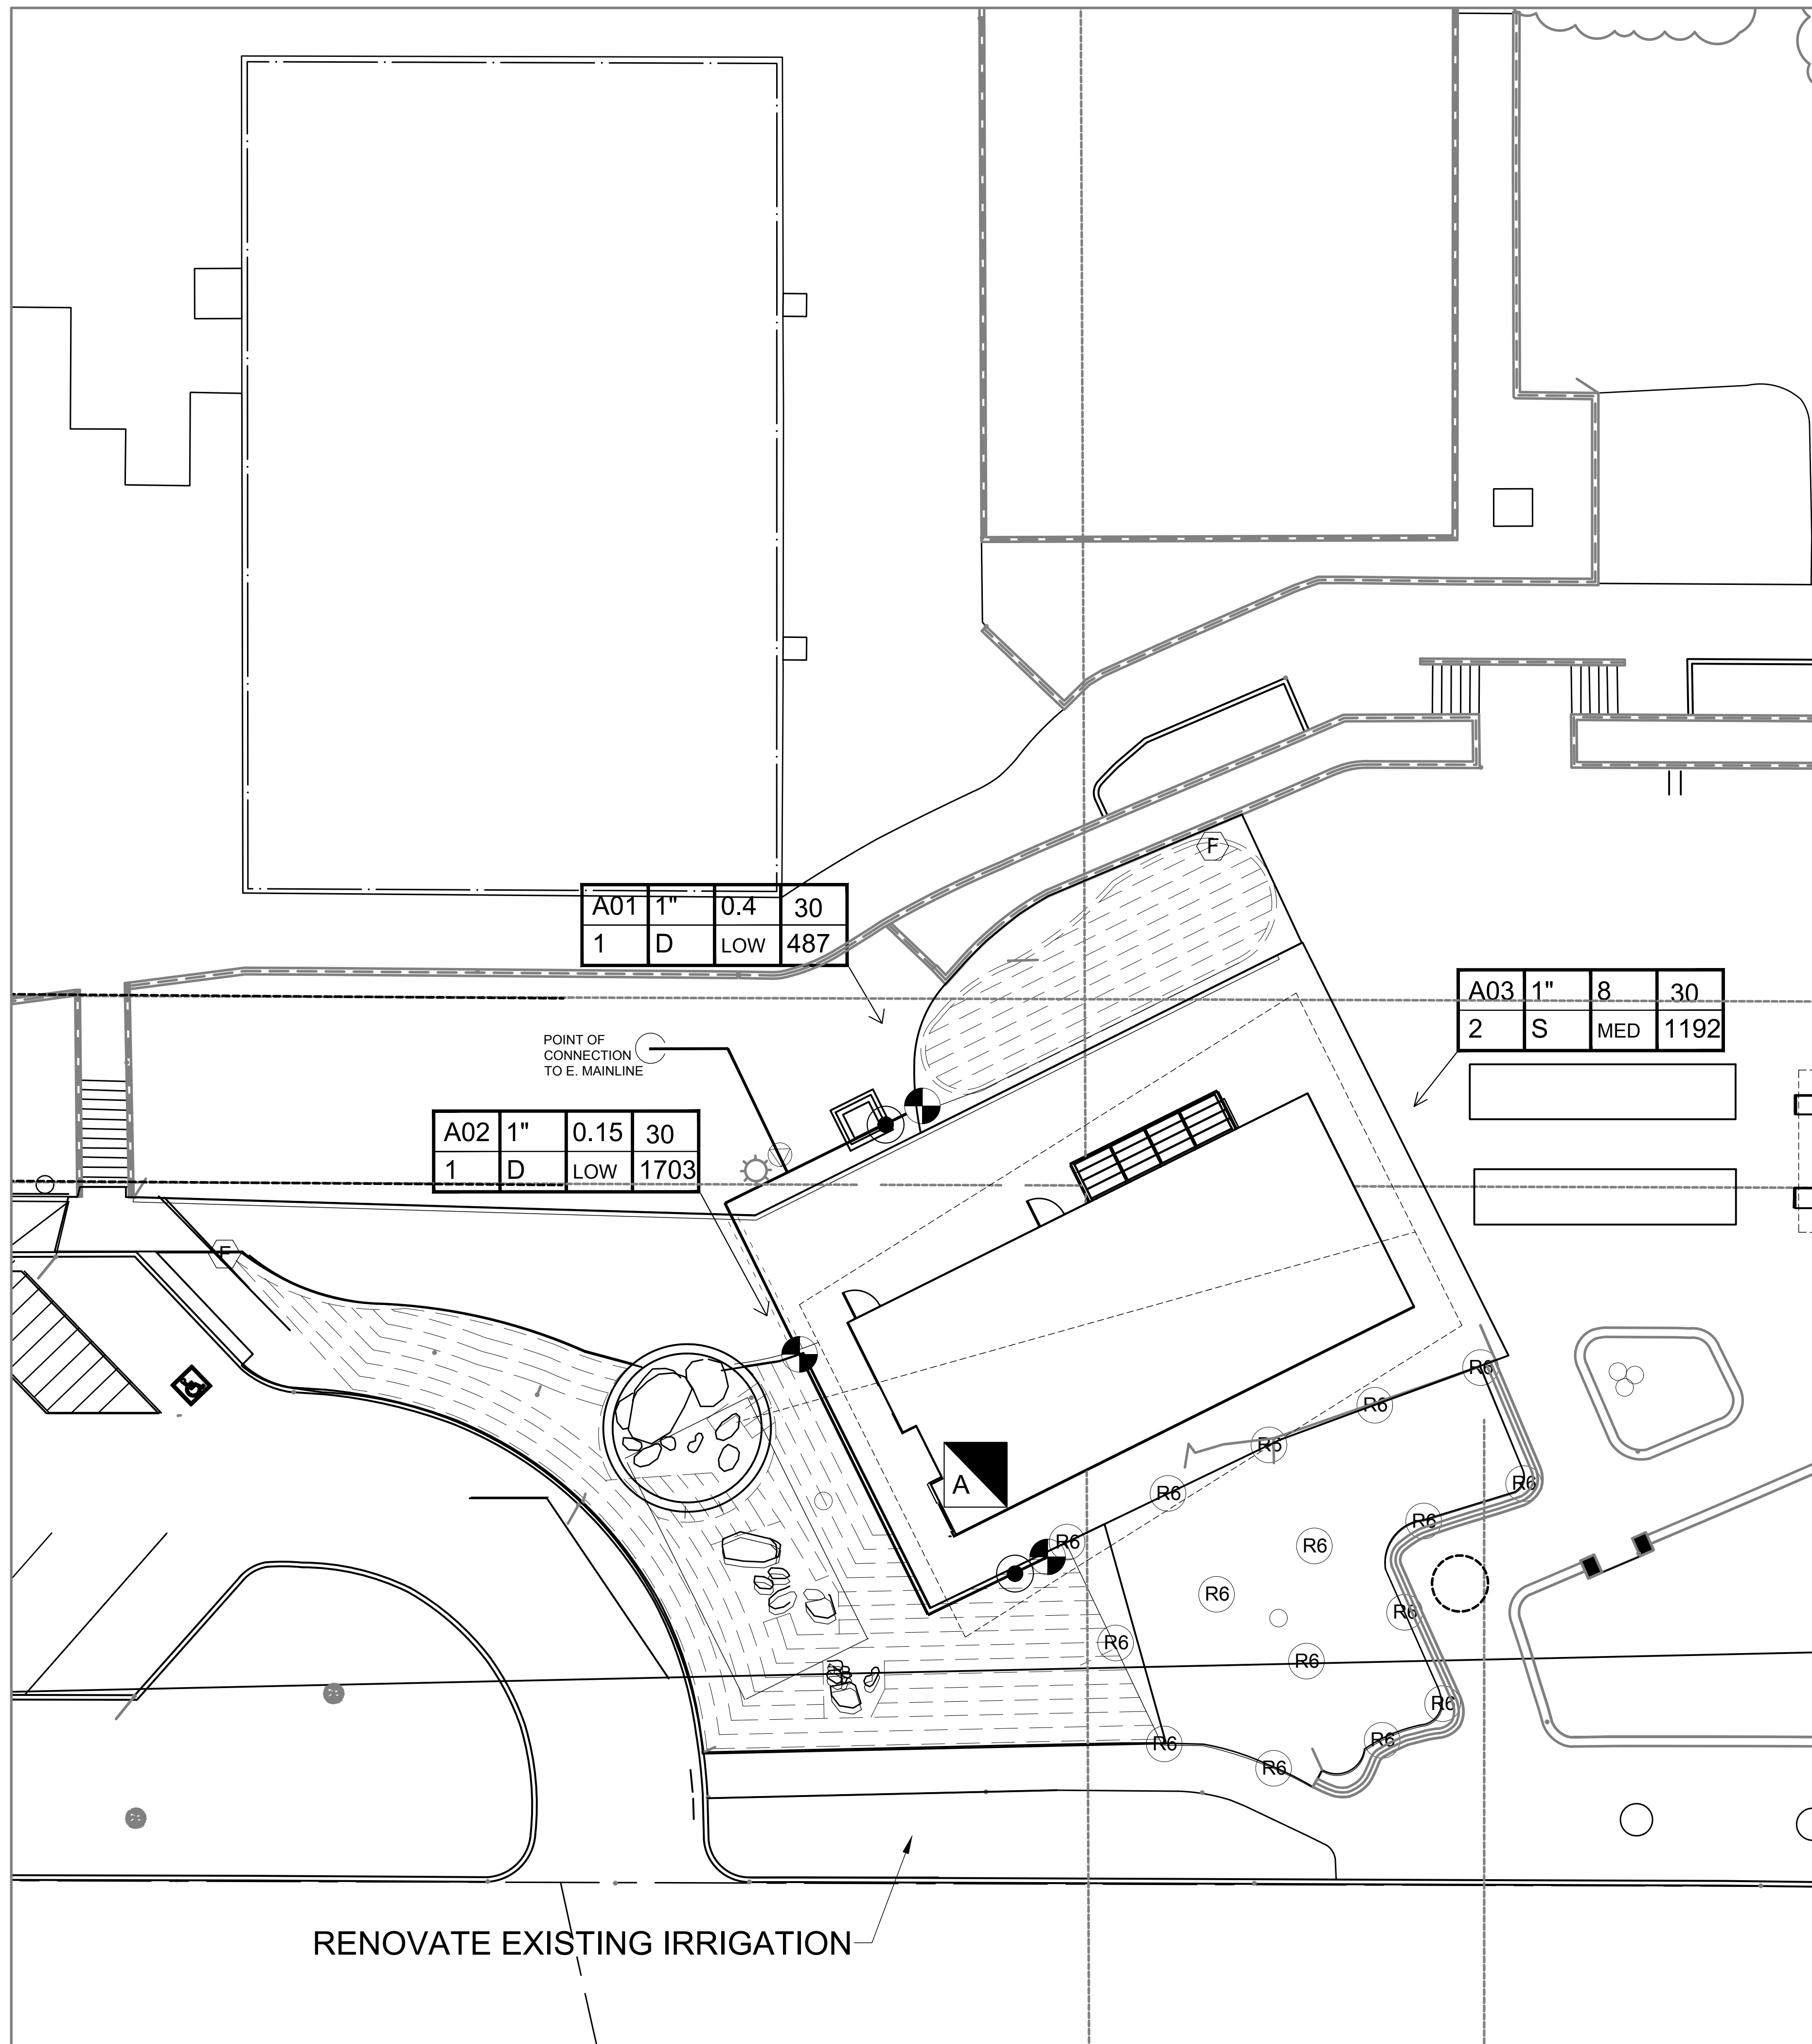 A01 1" 0.4 30
1 D LOW 487
F
A03 1" 8 30
2 S MED 1192
POINT OF
CONNECTION
TO E. MAINLINE
A02 1" 0.15 30
1 D LOW 1703
F
R6
R6
R6
A
R6
R6
R6
R6
R6
R6
R6
R6
R6
R6
R6
R6
R6
RENOVATE EXISTING IRRIGATION